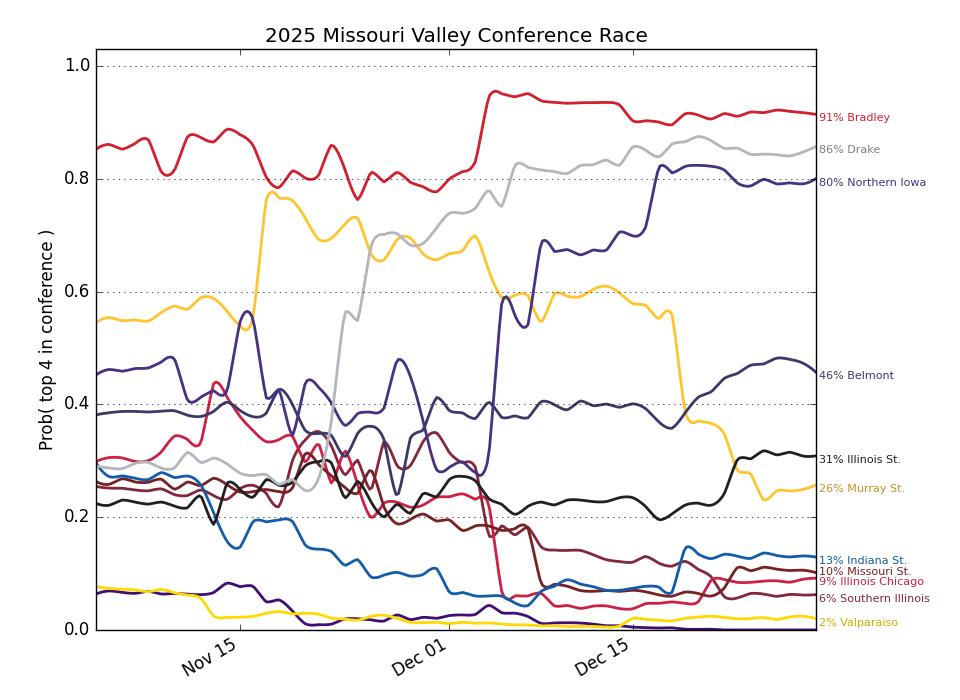 2025 Missouri Valley Conference Race
Prob( top 4 in conference )
1.0
0.8
0.6
0.4
0.2
0.0
Nov 15
Dec 01
Dec 15
91% Bradley
86% Drake
80% Northern Iowa
46% Belmont
31% Illinois St.
26% Murray St.
13% Indiana St.
10% Missouri St.
9% Illinois Chicago
6% Southern Illinois
2% Valparaiso